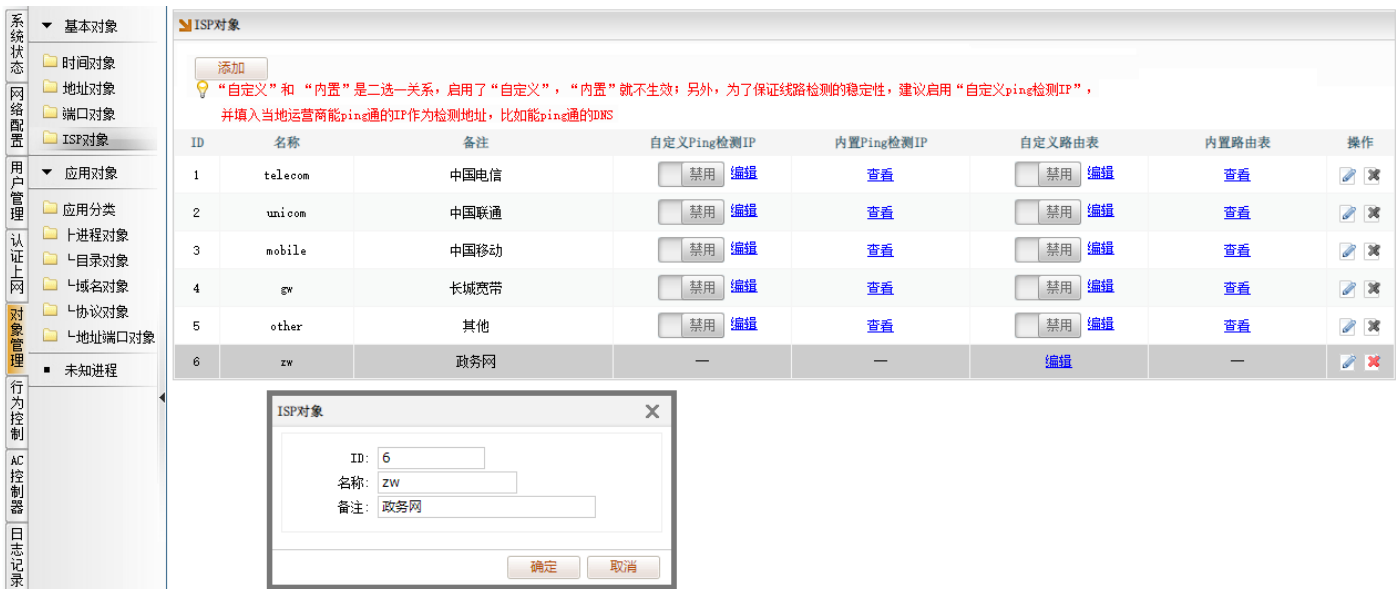 系统状态
网络配置
用户管理
认证上网
对象管理
行为控制
AC控制器
日志记录
▼ 基本对象
时间对象
地址对象
端口对象
ISP对象
▼ 应用对象
应用分类
├进程对象
└目录对象
└域名对象
└协议对象
└地址端口对象
■ 未知进程
ISP对象
添加
“自定义”和 “内置”是二选一关系，启用了“自定义”，“内置”就不生效；另外，为了保证线路检测的稳定性，建议启用“自定义ping检测IP”，
并填入当地运营商能ping通的IP作为检测地址，比如能ping通的DNS
ID 名称 备注 自定义Ping检测IP 内置Ping检测IP 自定义路由表 内置路由表 操作
1 telecom 中国电信 禁用 编辑 查看 禁用 编辑 查看
2 unicom 中国联通 禁用 编辑 查看 禁用 编辑 查看
3 mobile 中国移动 禁用 编辑 查看 禁用 编辑 查看
4 gw 长城宽带 禁用 编辑 查看 禁用 编辑 查看
5 other 其他 禁用 编辑 查看 禁用 编辑 查看
6 zw 政务网 — — 编辑 —
ISP对象
ID: 6
名称: zw
备注: 政务网
确定 取消